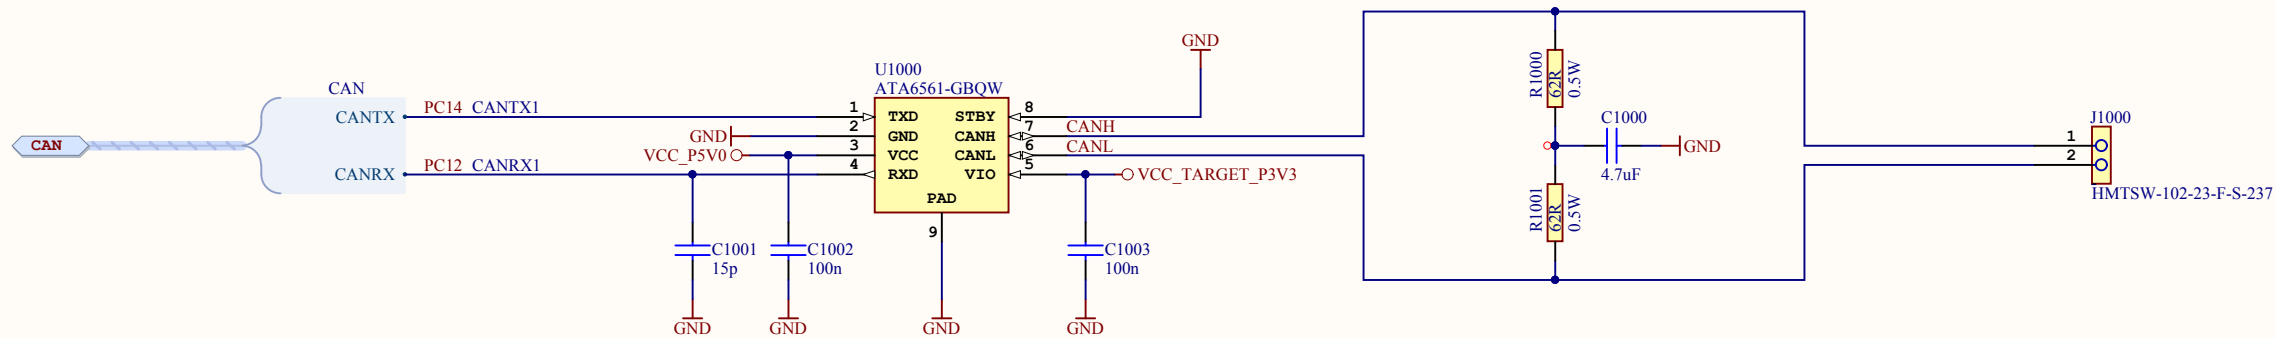 CAN
CAN
CANTX
CANRX
PC14 CANTX1
PC12 CANRX1
GND
VCC_P5V0
U1000
ATA6561-GBQW
1 TXD STBY 8
2 GND CANH 7
3 VCC CANL 6
4 RXD VIO 5
PAD
9
GND
CANH
CANL
VCC_TARGET_P3V3
C1001
15p
GND
C1002
100n
GND
GND
C1003
100n
GND
R1000
62R
0.5W
C1000
4.7uF
GND
R1001
62R
0.5W
J1000
1
2
HMTSW-102-23-F-S-237